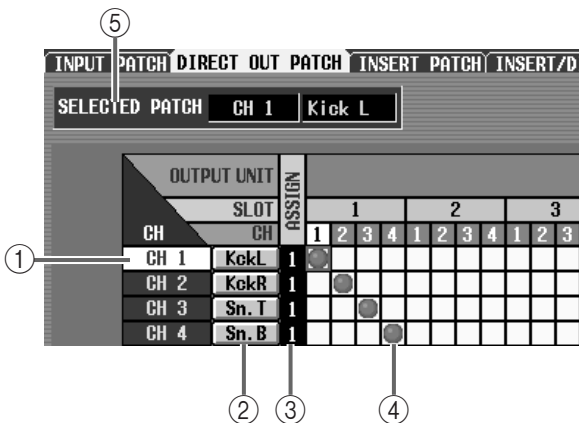 ⑤
INPUT PATCH DIRECT OUT PATCH INSERT PATCH INSERT/D
SELECTED PATCH CH 1 Kick L
OUTPUT UNIT ASSIGN
SLOT 1 2 3
CH CH 1 2 3 4 1 2 3 4 1 2 3
① CH 1 KckL 1
CH 2 KckR 1
CH 3 Sn.T 1
CH 4 Sn.B 1
② ③ ④